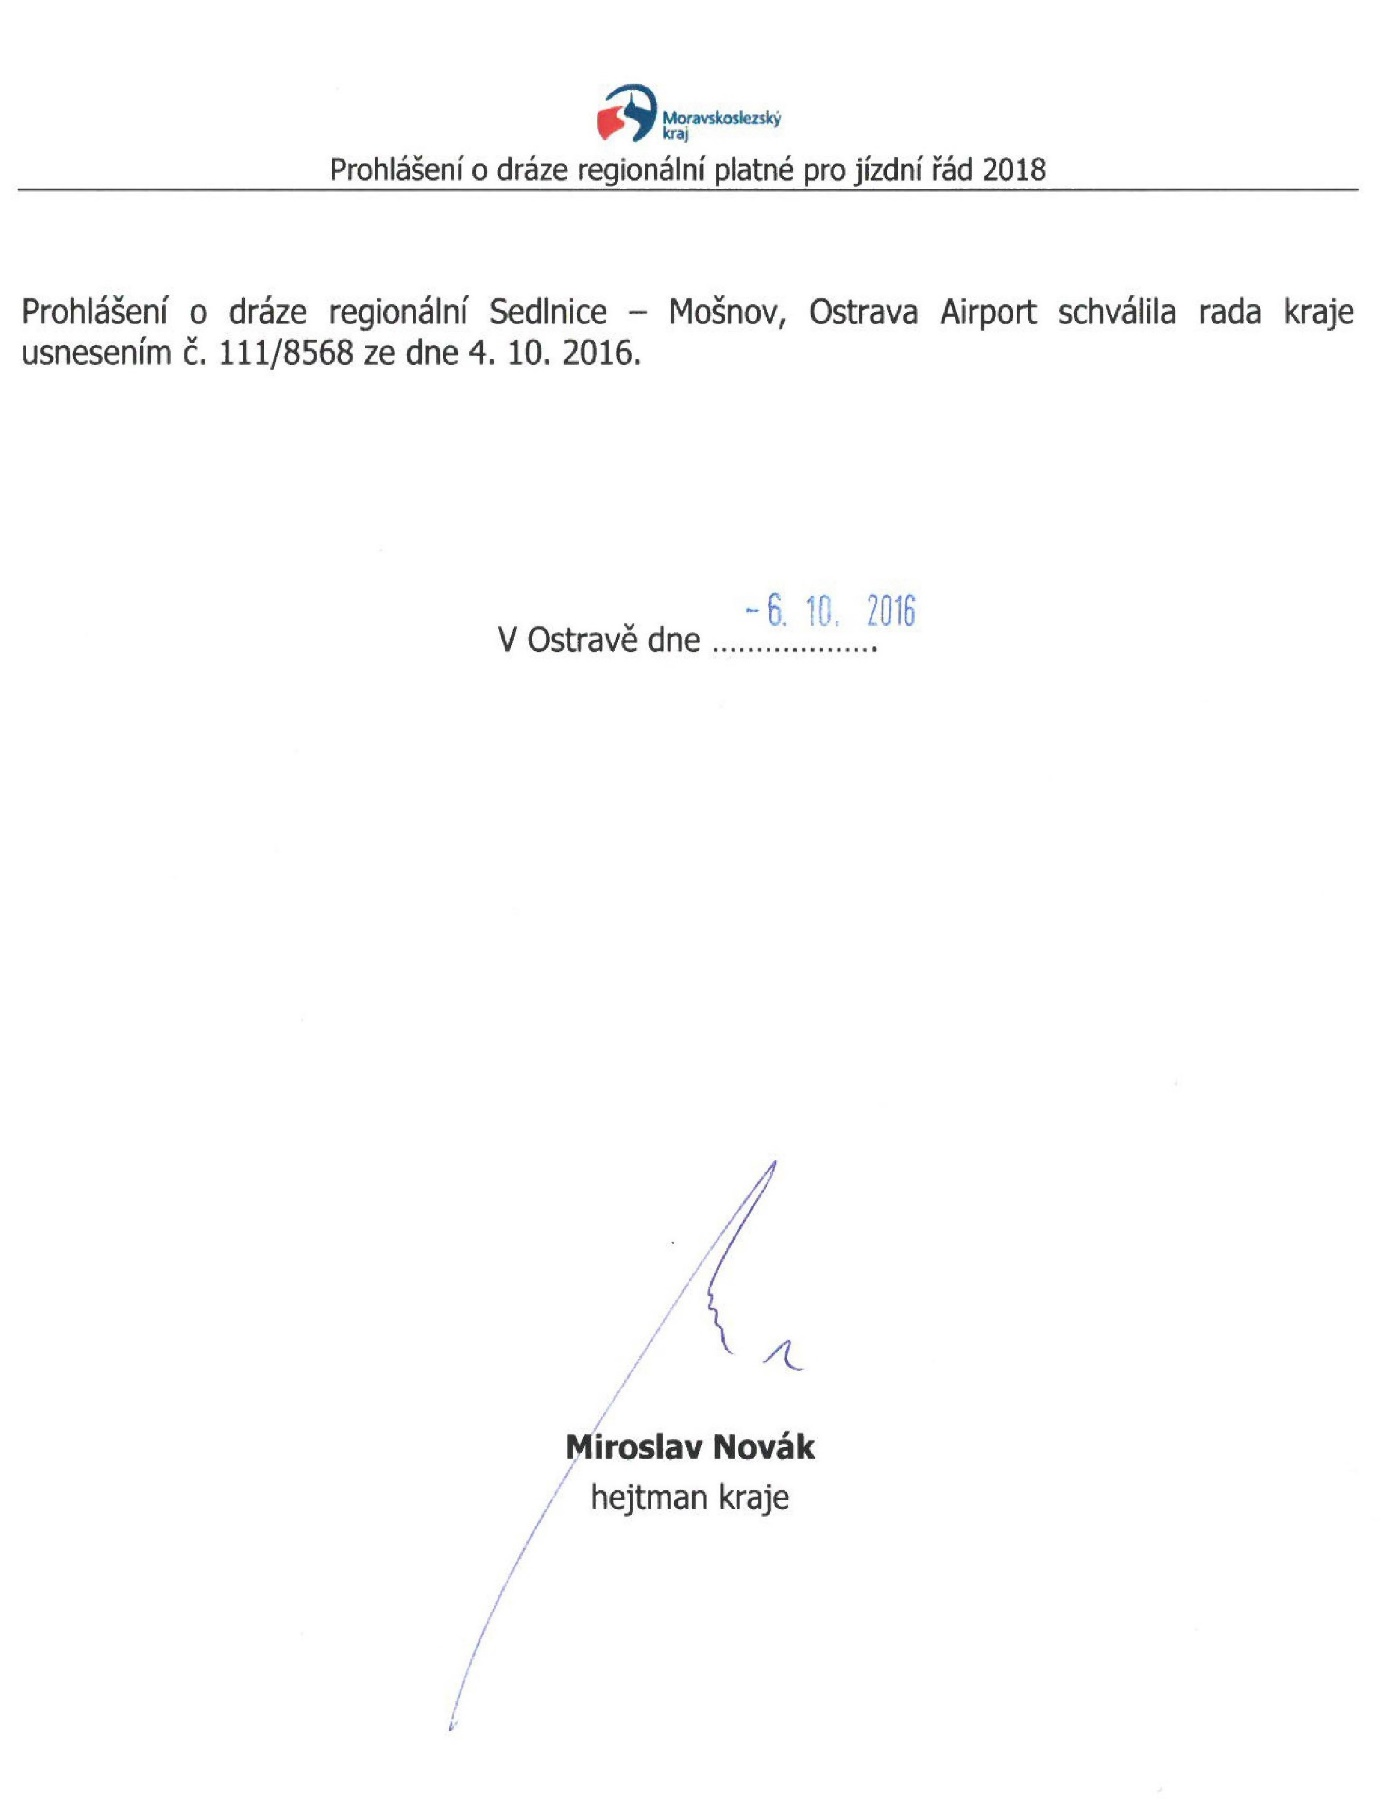 Moravskoslezský
kraj
Prohlášení o dráze regionální platné pro jízdní řád 2018
Prohlášení o dráze regionální Sedlnice – Mošnov, Ostrava Airport schválila rada kraje
usnesením č. 111/8568 ze dne 4. 10. 2016.
-6. 10. 2016
V Ostravě dne ....................
Miroslav Novák
hejtman kraje